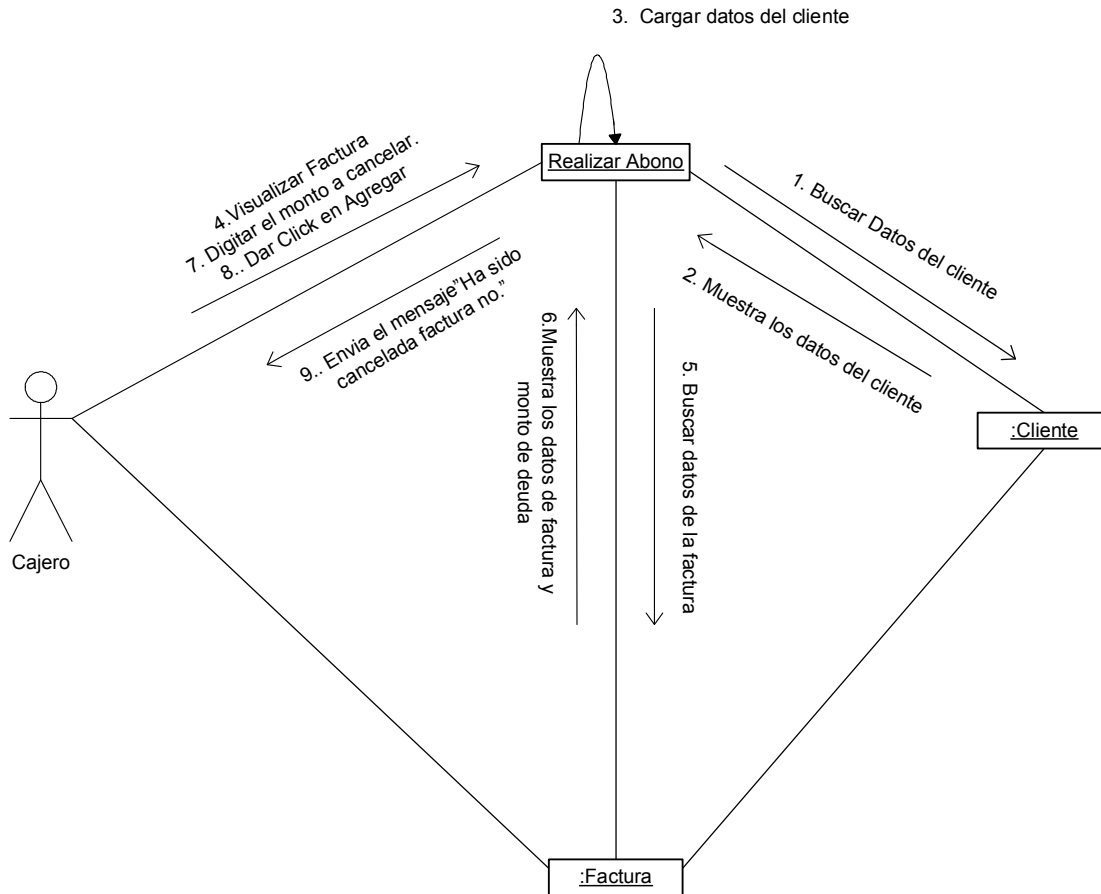 3. Cargar datos del cliente
Realizar Abono
4.Visualizar Factura
7. Digitar el monto a cancelar.
8.. Dar Click en Agregar
1. Buscar Datos del cliente
2. Muestra los datos del cliente
9.. Envia el mensaje”Ha sido
cancelada factura no.”
6.Muestra los datos de factura y
monto de deuda
5. Buscar datos de la factura
:Cliente
Cajero
:Factura